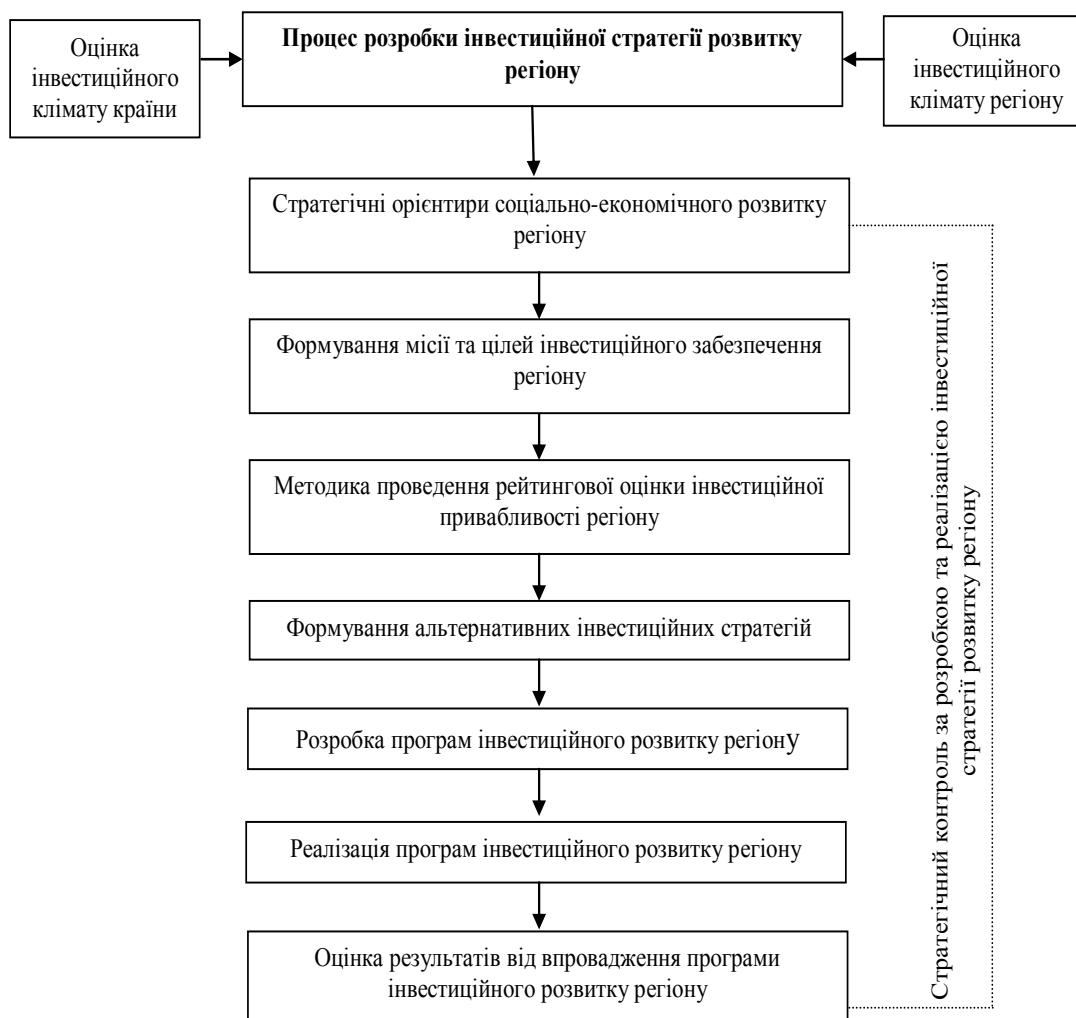 Оцінка
інвестиційного
клімату країни
Процес розробки інвестиційної стратегії розвитку
регіону
Оцінка
інвестиційного
клімату регіону
Стратегічні орієнтири соціально-економічного розвитку
регіону
Формування місії та цілей інвестиційного забезпечення
регіону
Методика проведення рейтингової оцінки інвестиційної
привабливості регіону
Формування альтернативних інвестиційних стратегій
Розробка програм інвестиційного розвитку регіону
Реалізація програм інвестиційного розвитку регіону
Оцінка результатів від впровадження програми
інвестиційного розвитку регіону
Стратегічний контроль за розробкою та реалізацією інвестиційної
стратегії розвитку регіону